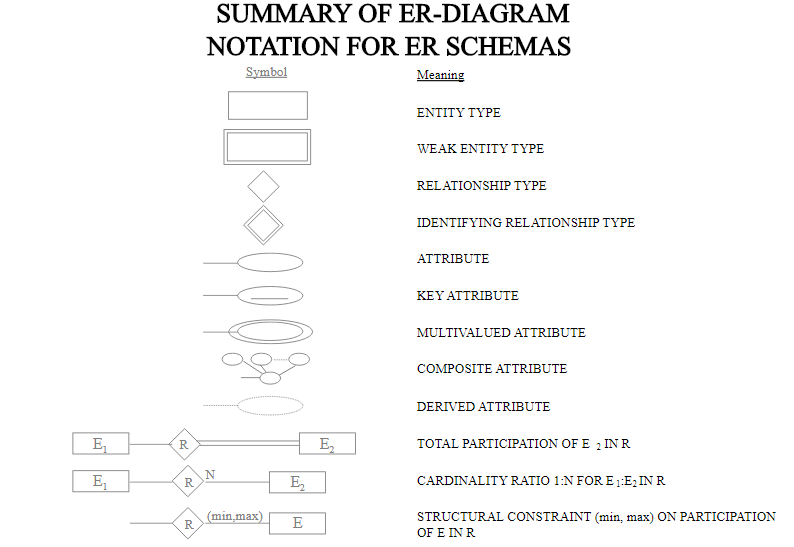 SUMMARY OF ER-DIAGRAM
NOTATION FOR ER SCHEMAS
Symbol Meaning
ENTITY TYPE
WEAK ENTITY TYPE
RELATIONSHIP TYPE
IDENTIFYING RELATIONSHIP TYPE
ATTRIBUTE
KEY ATTRIBUTE
MULTIVALUED ATTRIBUTE
COMPOSITE ATTRIBUTE
DERIVED ATTRIBUTE
E1 R E2 TOTAL PARTICIPATION OF E 2 IN R
E1 R N E2 CARDINALITY RATIO 1:N FOR E1:E2 IN R
R (min,max) E STRUCTURAL CONSTRAINT (min, max) ON PARTICIPATION
OF E IN R